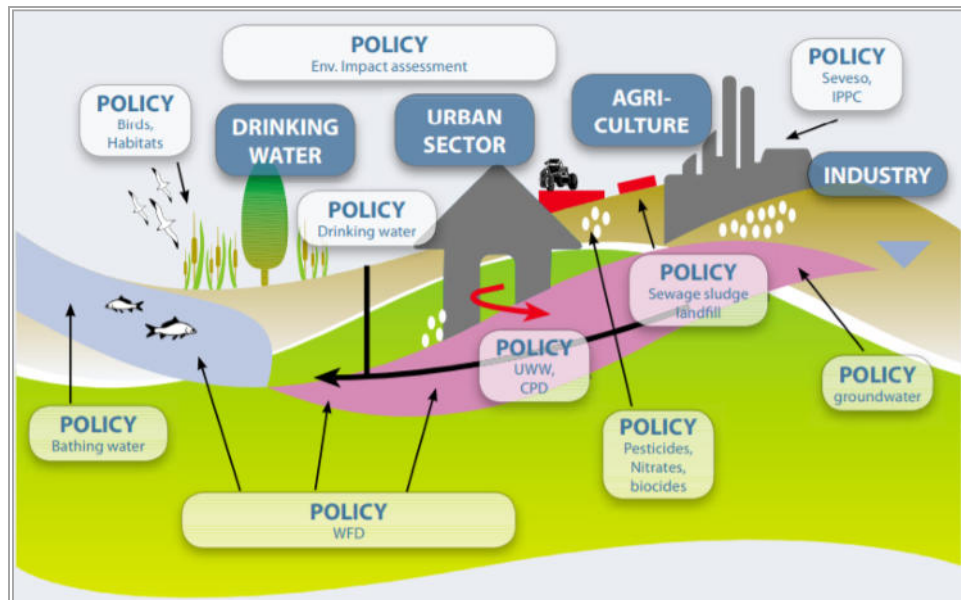 POLICY
Env. Impact assessment
POLICY
Seveso,
IPPC
POLICY
Birds,
Habitats
DRINKING
WATER
URBAN
SECTOR
AGRI-
CULTURE
INDUSTRY
POLICY
Drinking water
POLICY
Sewage sludge
landfill
POLICY
UWW,
CPD
POLICY
groundwater
POLICY
Bathing water
POLICY
Pesticides,
Nitrates,
biocides
POLICY
WFD